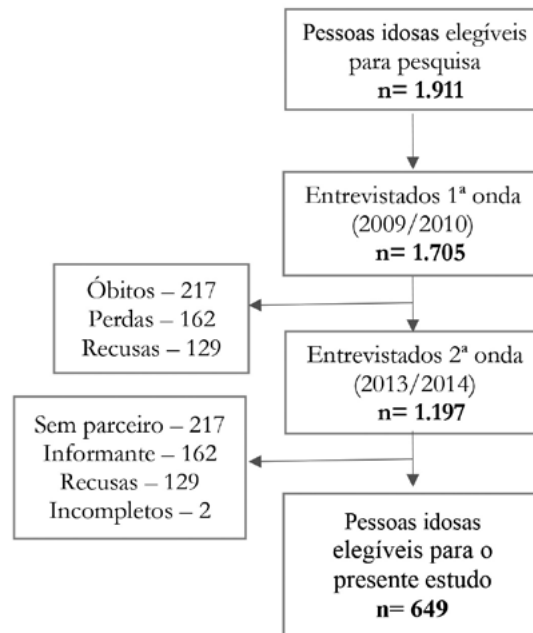 Pessoas idosas elegíveis
para pesquisa
n= 1.911
Entrevistados 1ª onda
(2009/2010)
n= 1.705
Óbitos – 217
Perdas – 162
Recusas – 129
Entrevistados 2ª onda
(2013/2014)
n= 1.197
Sem parceiro – 217
Informante – 162
Recusas – 129
Incompletos – 2
Pessoas idosas
elegíveis para o
presente estudo
n= 649